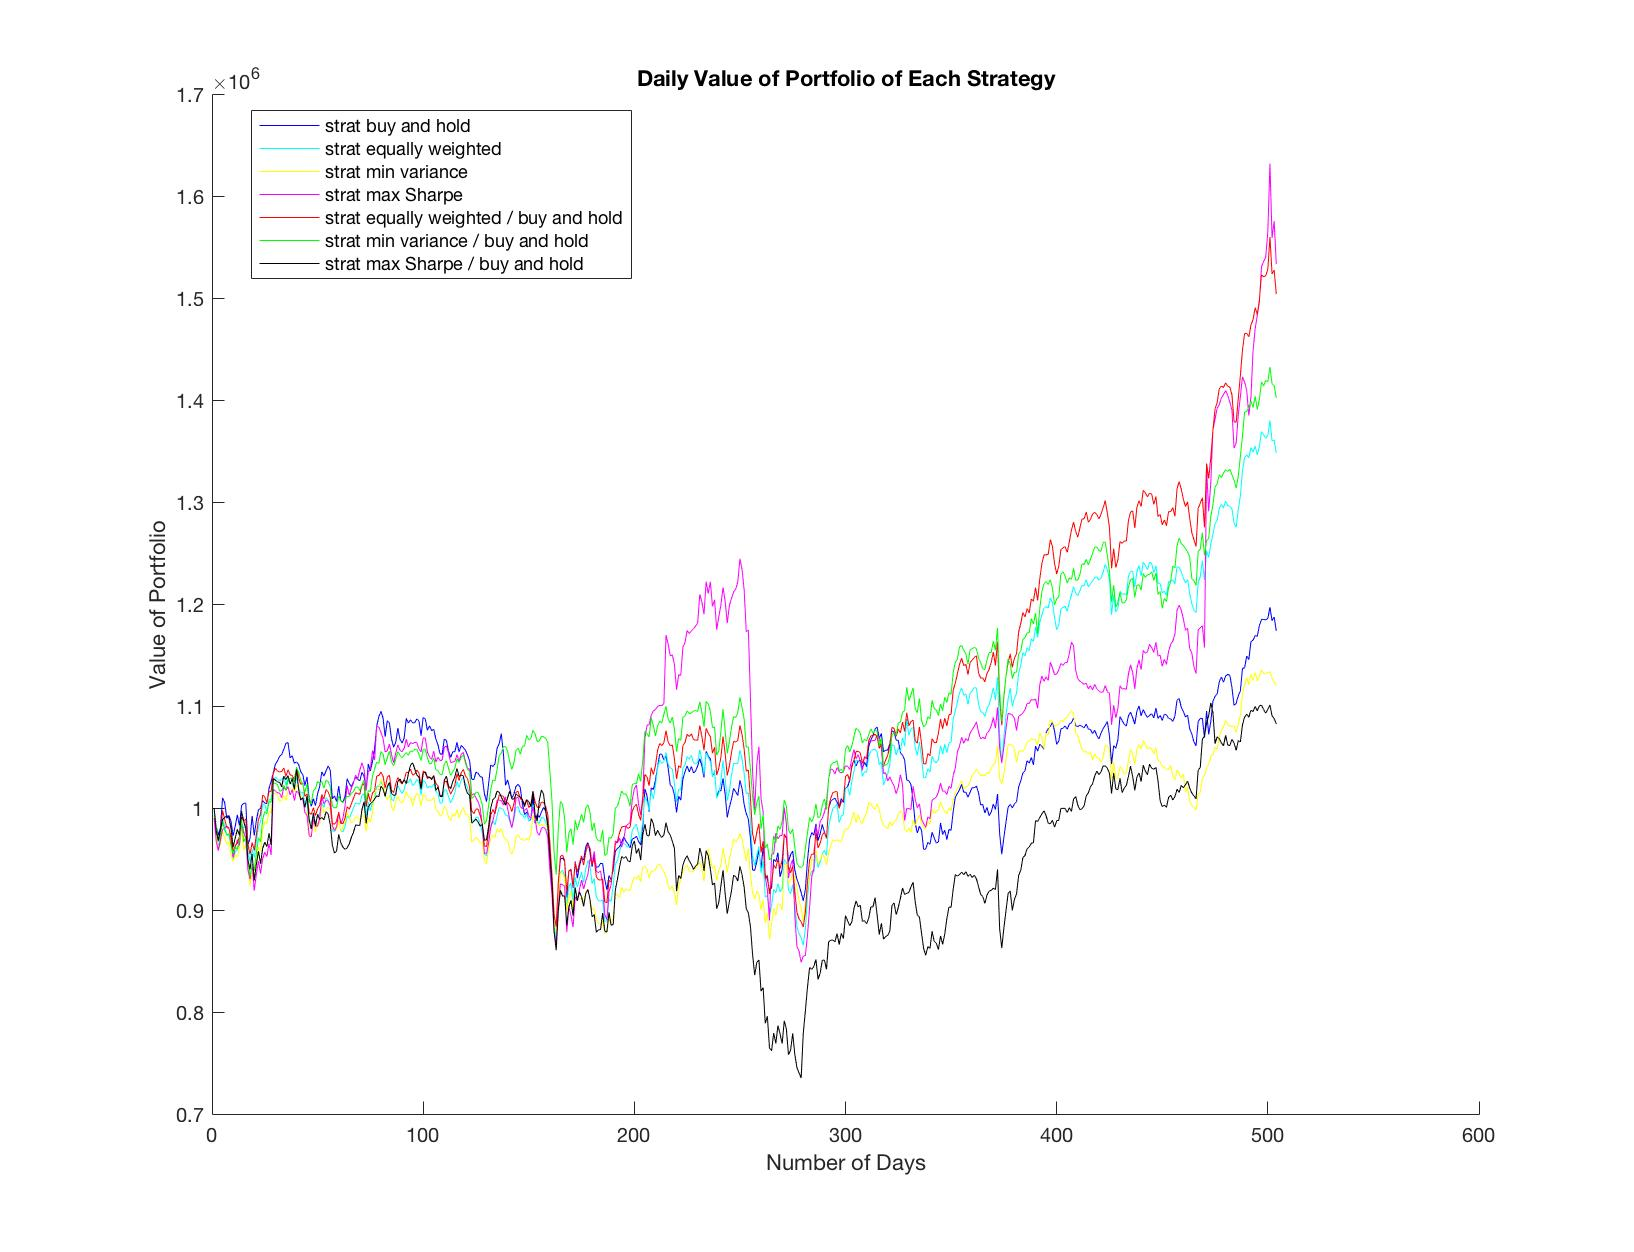 Daily Value of Portfolio of Each Strategy
×10^6
1.7
1.6
1.5
1.4
1.3
1.2
1.1
1
0.9
0.8
0.7
Value of Portfolio
strat buy and hold
strat equally weighted
strat min variance
strat max Sharpe
strat equally weighted / buy and hold
strat min variance / buy and hold
strat max Sharpe / buy and hold
0 100 200 300 400 500 600
Number of Days